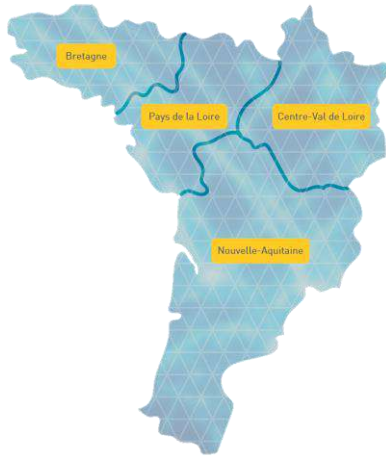 Bretagne
Pays de la Loire
Centre-Val de Loire
Nouvelle-Aquitaine